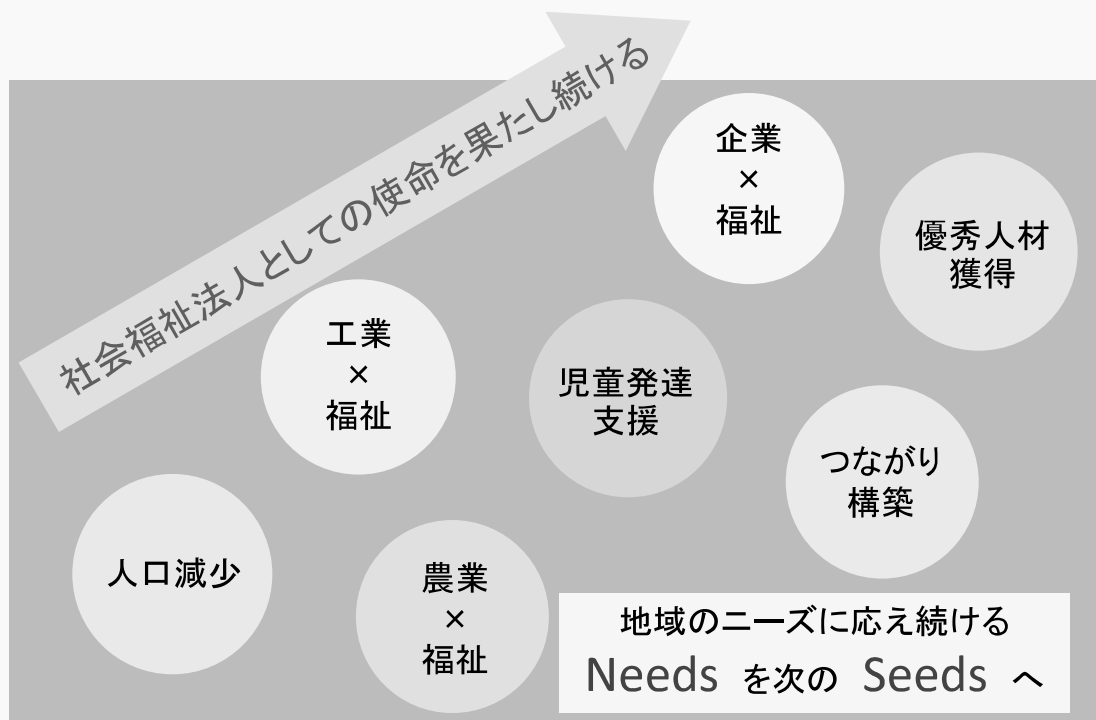 社会福祉法人としての使命を果たし続ける
企業
×
福祉
優秀人材
獲得
工業
×
福祉
児童発達
支援
つながり
構築
人口減少
農業
×
福祉
地域のニーズに応え続ける
Needs を次の Seeds へ